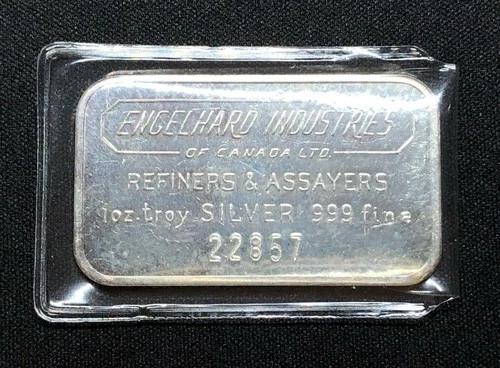 ENGELHARD INDUSTRIES
OF CANADA LTD.
REFINERS & ASSAYERS
1oz. troy SILVER 999 fine
22857